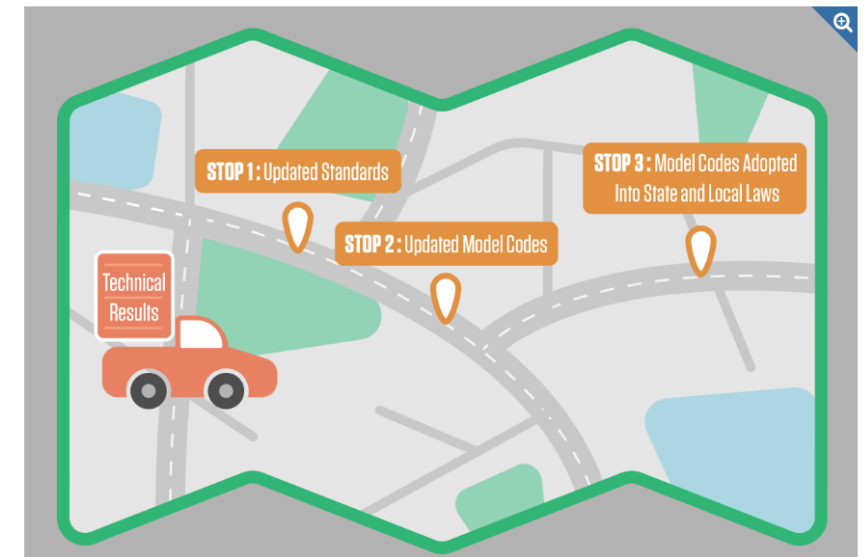 STOP 1: Updated Standards
STOP 2: Updated Model Codes
STOP 3: Model Codes Adopted
Into State and Local Laws
Technical
Results